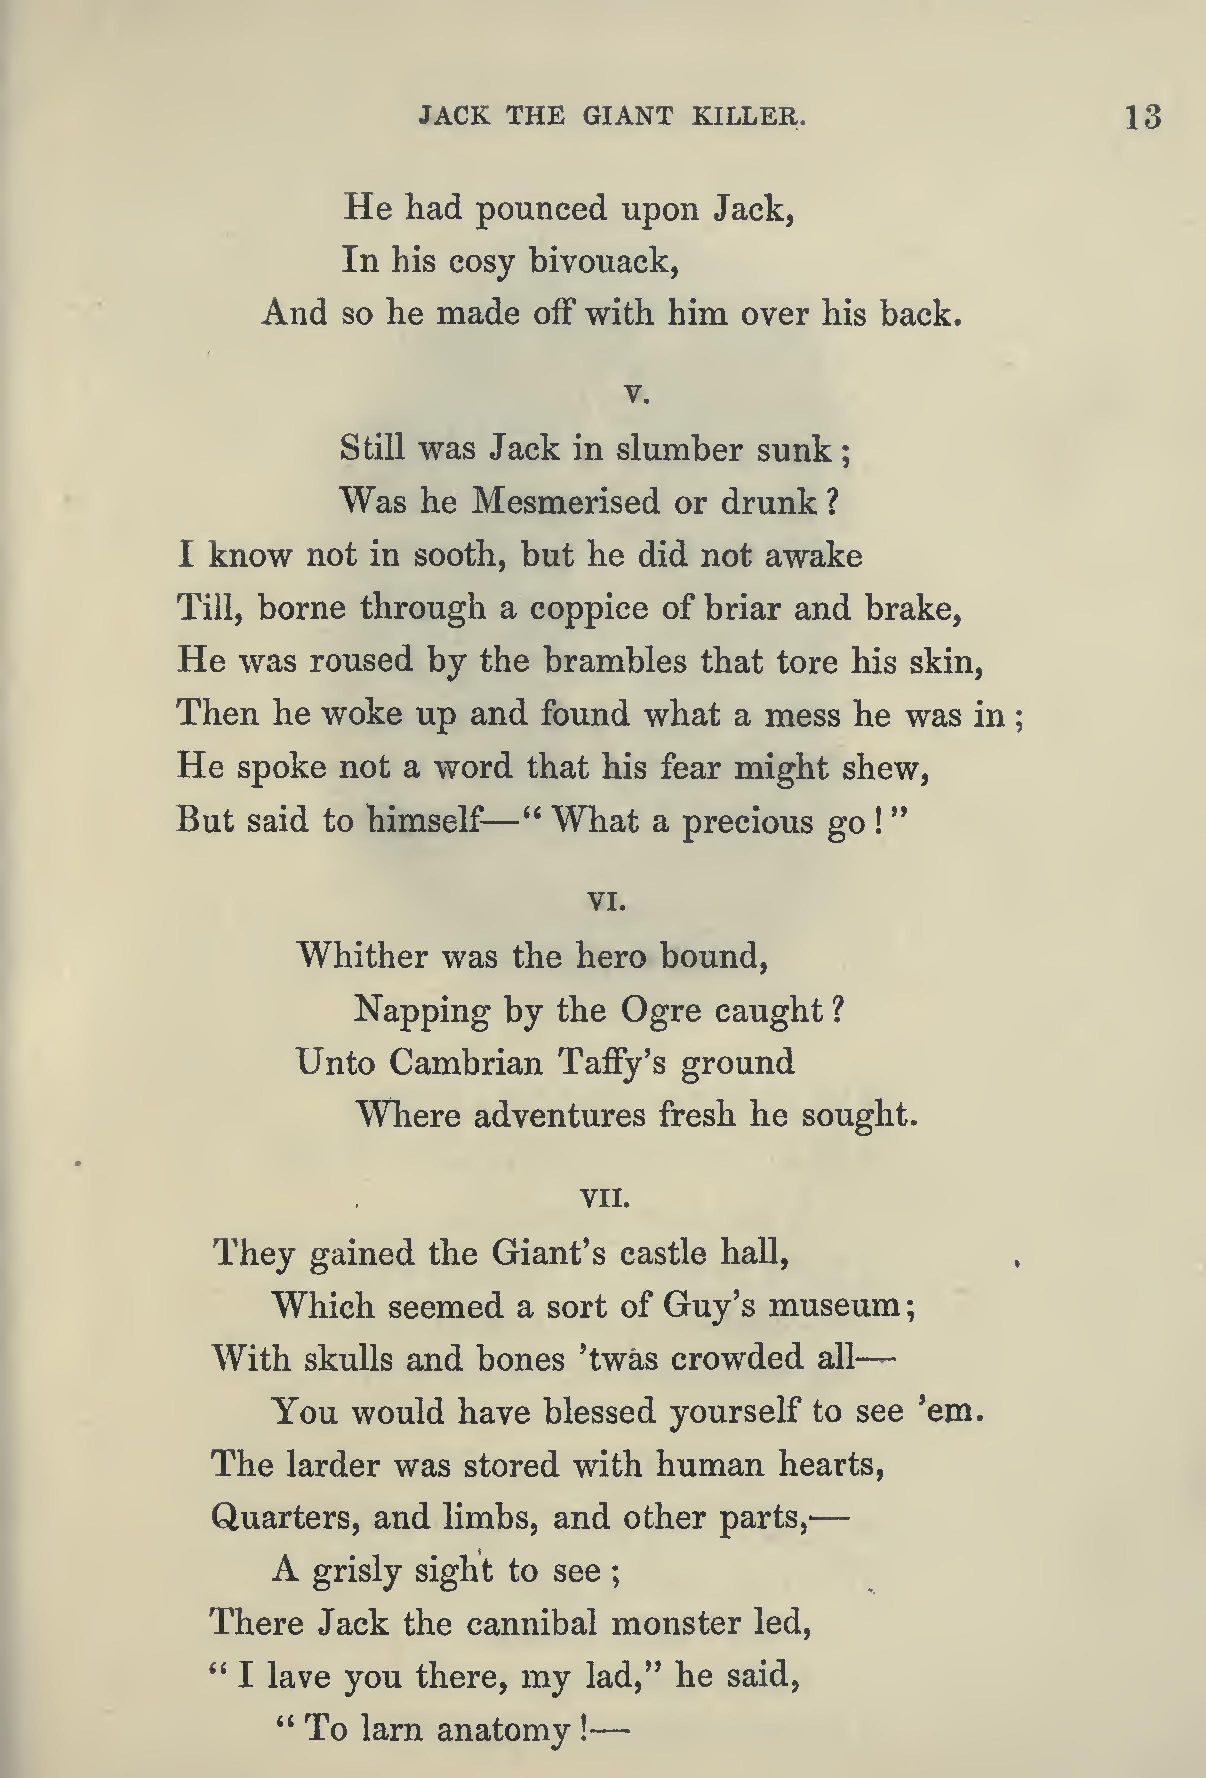 JACK THE GIANT KILLER. 13
He had pounced upon Jack,
In his cosy bivouack,
And so he made off with him over his back.
V.
Still was Jack in slumber sunk ;
Was he Mesmerised or drunk ?
I know not in sooth, but he did not awake
Till, borne through a coppice of briar and brake,
He was roused by the brambles that tore his skin,
Then he woke up and found what a mess he was in ;
He spoke not a word that his fear might shew,
But said to himself—“ What a precious go ! ”
VI.
Whither was the hero bound,
Napping by the Ogre caught ?
Unto Cambrian Taffy’s ground
Where adventures fresh he sought.
VII.
They gained the Giant’s castle hall,
Which seemed a sort of Guy’s museum ;
With skulls and bones ’twas crowded all—
You would have blessed yourself to see ’em.
The larder was stored with human hearts,
Quarters, and limbs, and other parts,—
A grisly sight to see ;
There Jack the cannibal monster led,
“ I lave you there, my lad,” he said,
“ To larn anatomy !—